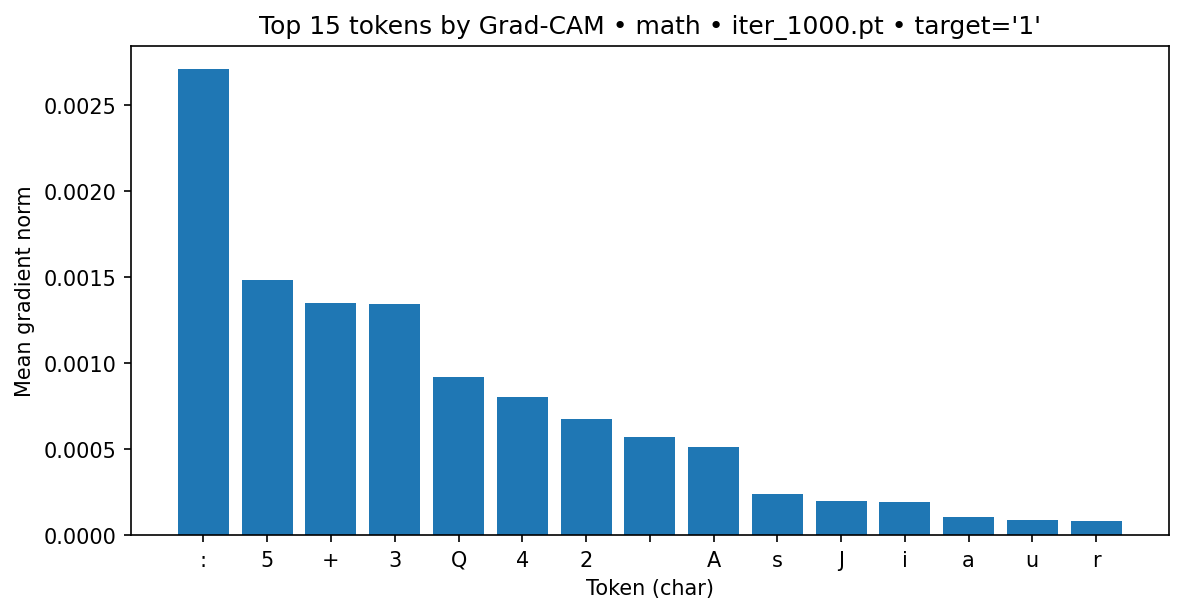 Top 15 tokens by Grad-CAM • math • iter_1000.pt • target='1'
Mean gradient norm
0.0025
0.0020
0.0015
0.0010
0.0005
0.0000
: 5 + 3 Q 4 2 A s J i a u r
Token (char)